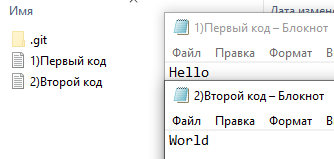 Имя
Дата измене
.git
1)Первый код
2)Второй код
1)Первый код – Блокнот
Файл Правка Формат В
Hello
2)Второй код – Блокнот
Файл Правка Формат В
World